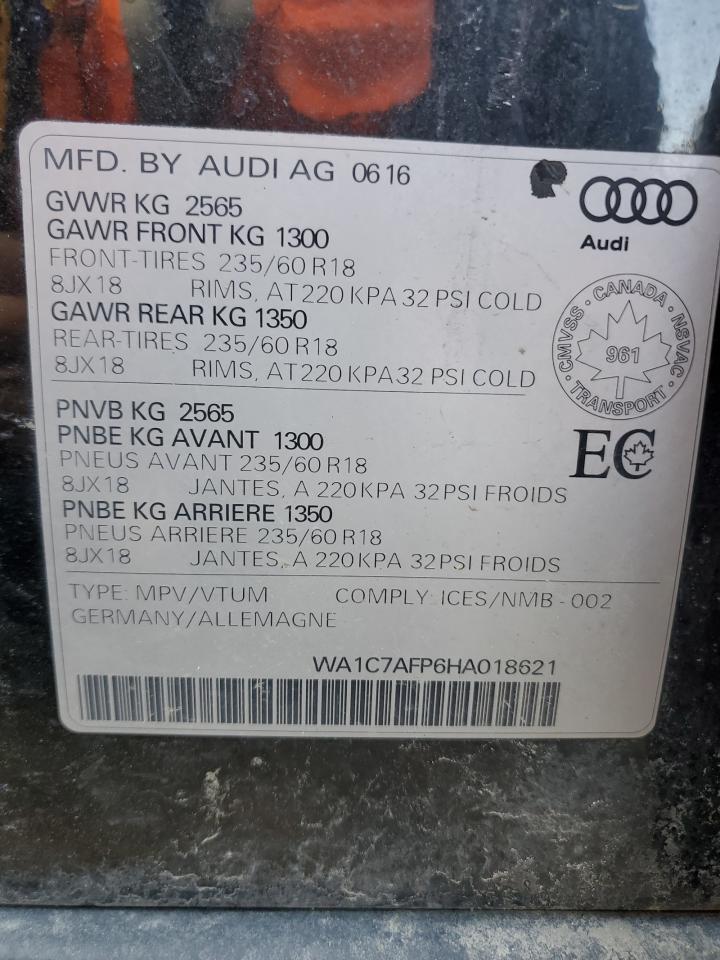 MFD. BY AUDI AG 0616
GVWR KG 2565
GAWR FRONT KG 1300
FRONT-TIRES 235/60 R18
8JX18 RIMS, AT 220 KPA 32 PSI COLD
GAWR REAR KG 1350
REAR-TIRES 235/60 R18
8JX18 RIMS, AT 220 KPA 32 PSI COLD
Audi
CMVSS · CANADA · NSVAC · TRANSPORT
961
PNVB KG 2565
PNBE KG AVANT 1300
PNEUS AVANT 235/60 R18
8JX18 JANTES, A 220 KPA 32 PSI FROIDS
PNBE KG ARRIERE 1350
PNEUS ARRIERE 235/60 R18
8JX18 JANTES, A 220 KPA 32 PSI FROIDS
EC
TYPE: MPV/VTUM COMPLY: ICES/NMB - 002
GERMANY/ALLEMAGNE
WA1C7AFP6HA018621